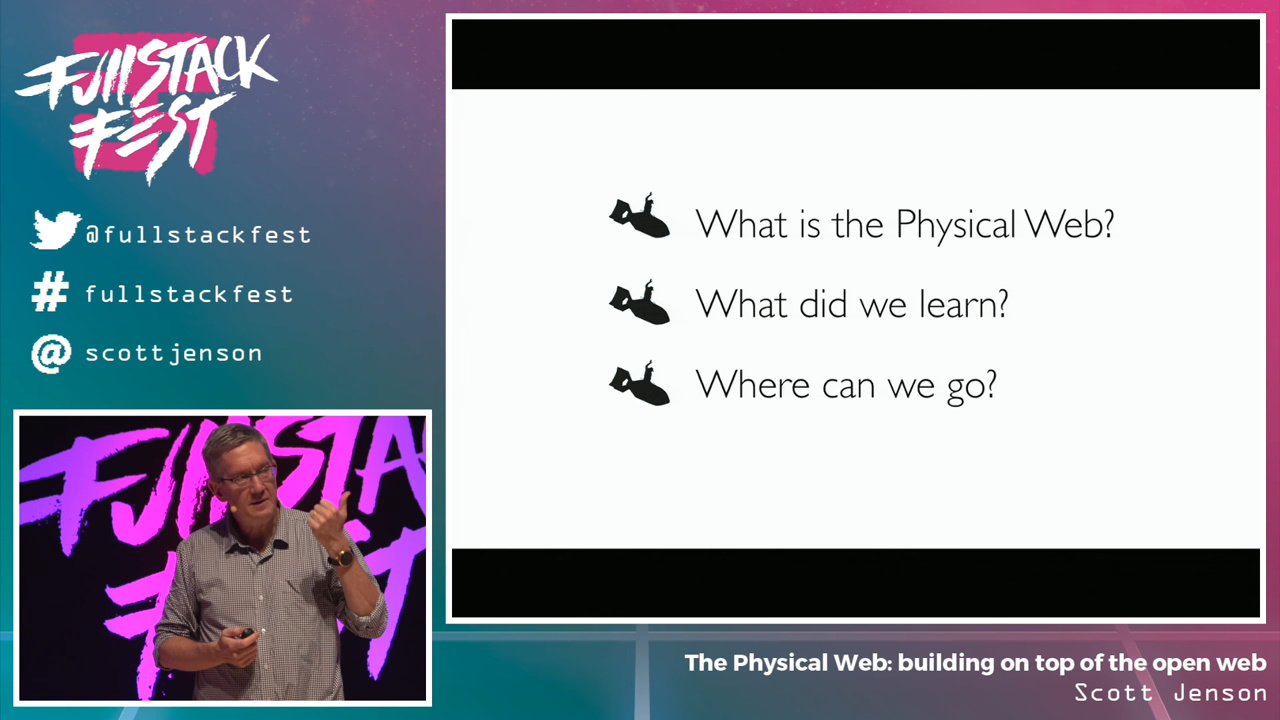 FullSTACK
FEST
@fullstackfest
# fullstackfest
@ scottjenson
What is the Physical Web?
What did we learn?
Where can we go?
The Physical Web: building on top of the open web
Scott Jenson